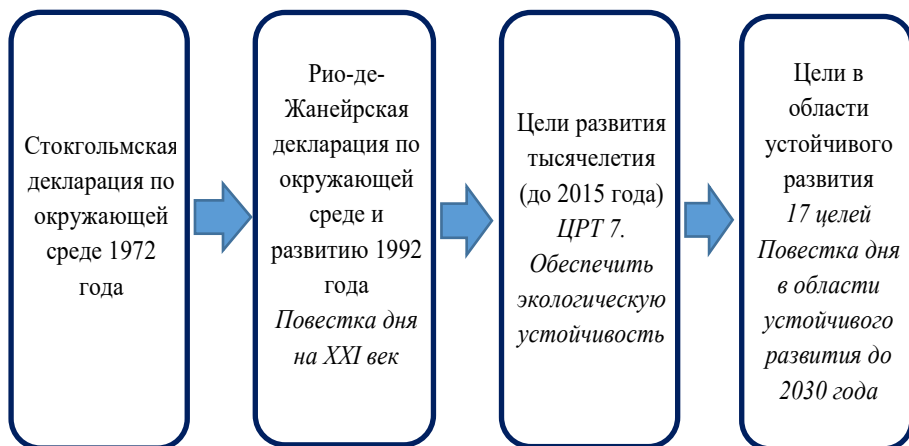 Стокгольмская
декларация по
окружающей
среде 1972
года
Рио-де-
Жанейрская
декларация по
окружающей
среде и
развитию 1992
года
Повестка дня
на XXI век
Цели развития
тысячелетия
(до 2015 года)
ЦРТ 7.
Обеспечить
экологическую
устойчивость
Цели в
области
устойчивого
развития
17 целей
Повестка дня
в области
устойчивого
развития до
2030 года